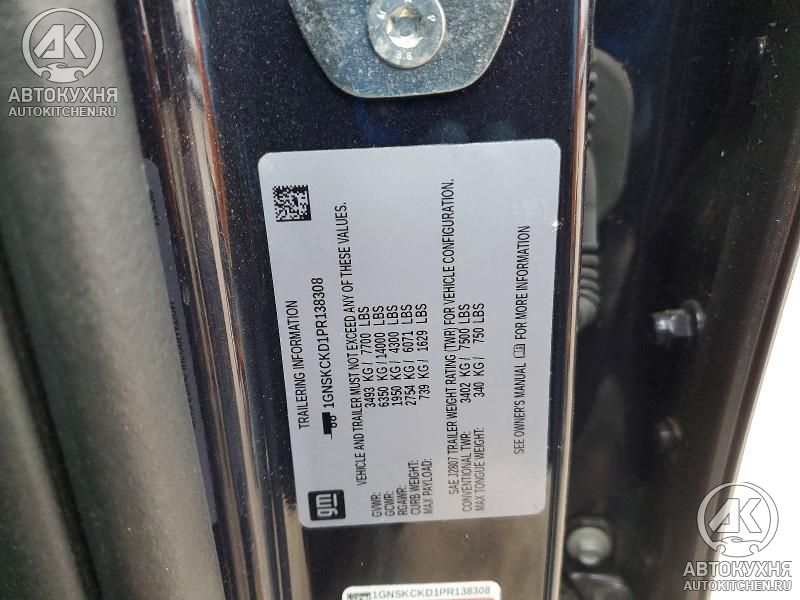 АК
АВТОКУХНЯ
AUTOKITCHEN.RU
gm
TRAILERING INFORMATION
1GNSKCKD1PR138308
VEHICLE AND TRAILER MUST NOT EXCEED ANY OF THESE VALUES.
GVWR: 3493 KG / 7700 LBS
GCWR: 6350 KG / 14000 LBS
RGAWR: 1950 KG / 4300 LBS
CURB WEIGHT: 2754 KG / 6071 LBS
MAX PAYLOAD: 739 KG / 1629 LBS
SAE J2807 TRAILER WEIGHT RATING (TWR) FOR VEHICLE CONFIGURATION.
CONVENTIONAL TWR: 3402 KG / 7500 LBS
MAX TONGUE WEIGHT: 340 KG / 750 LBS
SEE OWNER'S MANUAL FOR MORE INFORMATION
1GNSKCKD1PR138308
АК
АВТОКУХНЯ
AUTOKITCHEN.RU